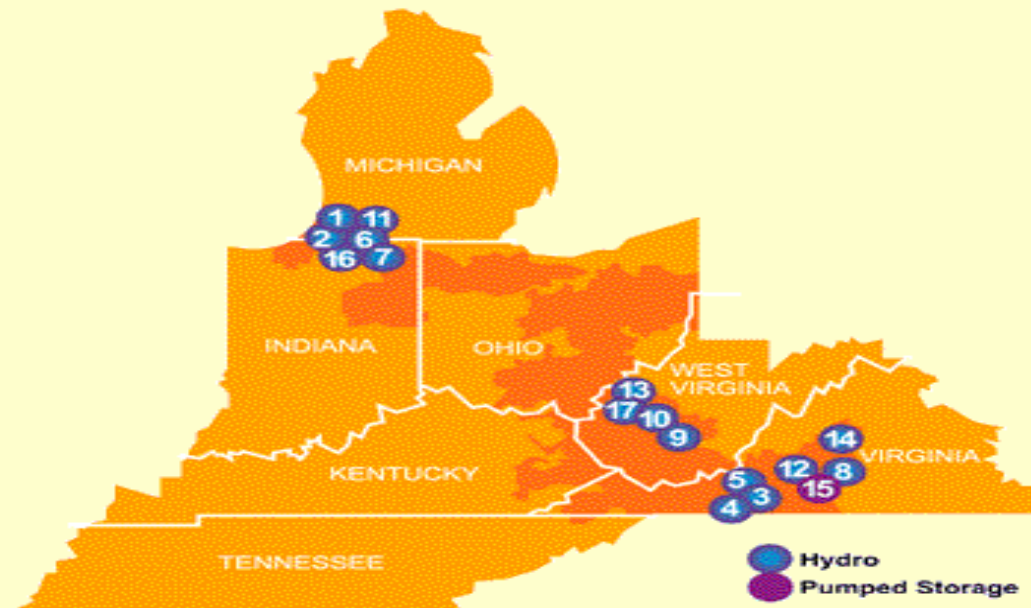 MICHIGAN
1 11
2 6
16 7
INDIANA
OHIO
WEST
VIRGINIA
13
17 10
9
14
KENTUCKY
VIRGINIA
5 12 8
3 15
4
TENNESSEE
Hydro
Pumped Storage